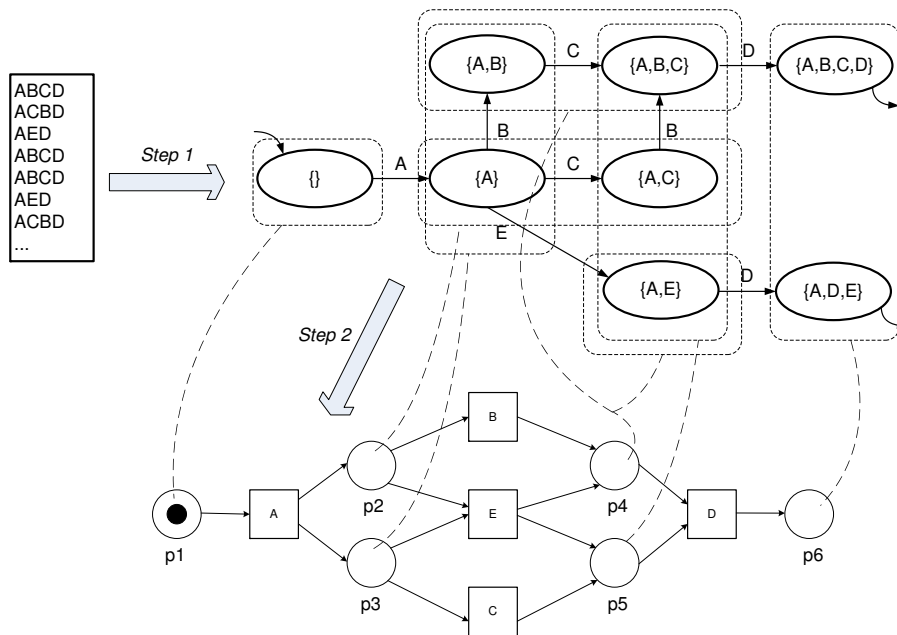 ABCD
ACBD
AED
ABCD
ABCD
AED
ACBD
...
Step 1
{}
A
{A}
B
{A,B}
C
{A,B,C}
D
{A,B,C,D}
C
{A,C}
B
E
{A,E}
D
{A,D,E}
Step 2
p1
A
p2
p3
B
E
C
p4
p5
D
p6